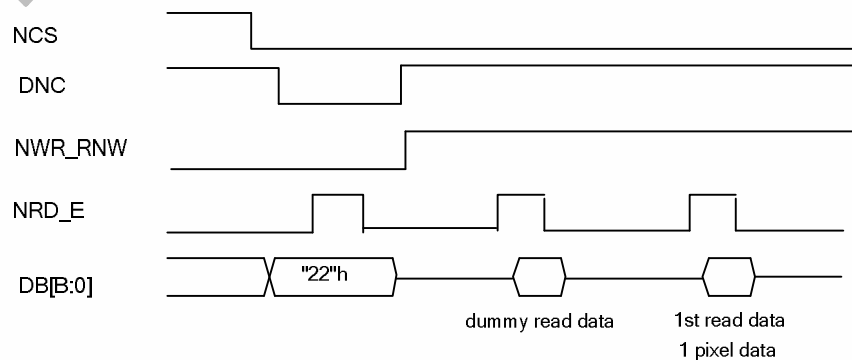 NCS
DNC
NWR_RNW
NRD_E
DB[B:0]
"22"h
dummy read data
1st read data
1 pixel data